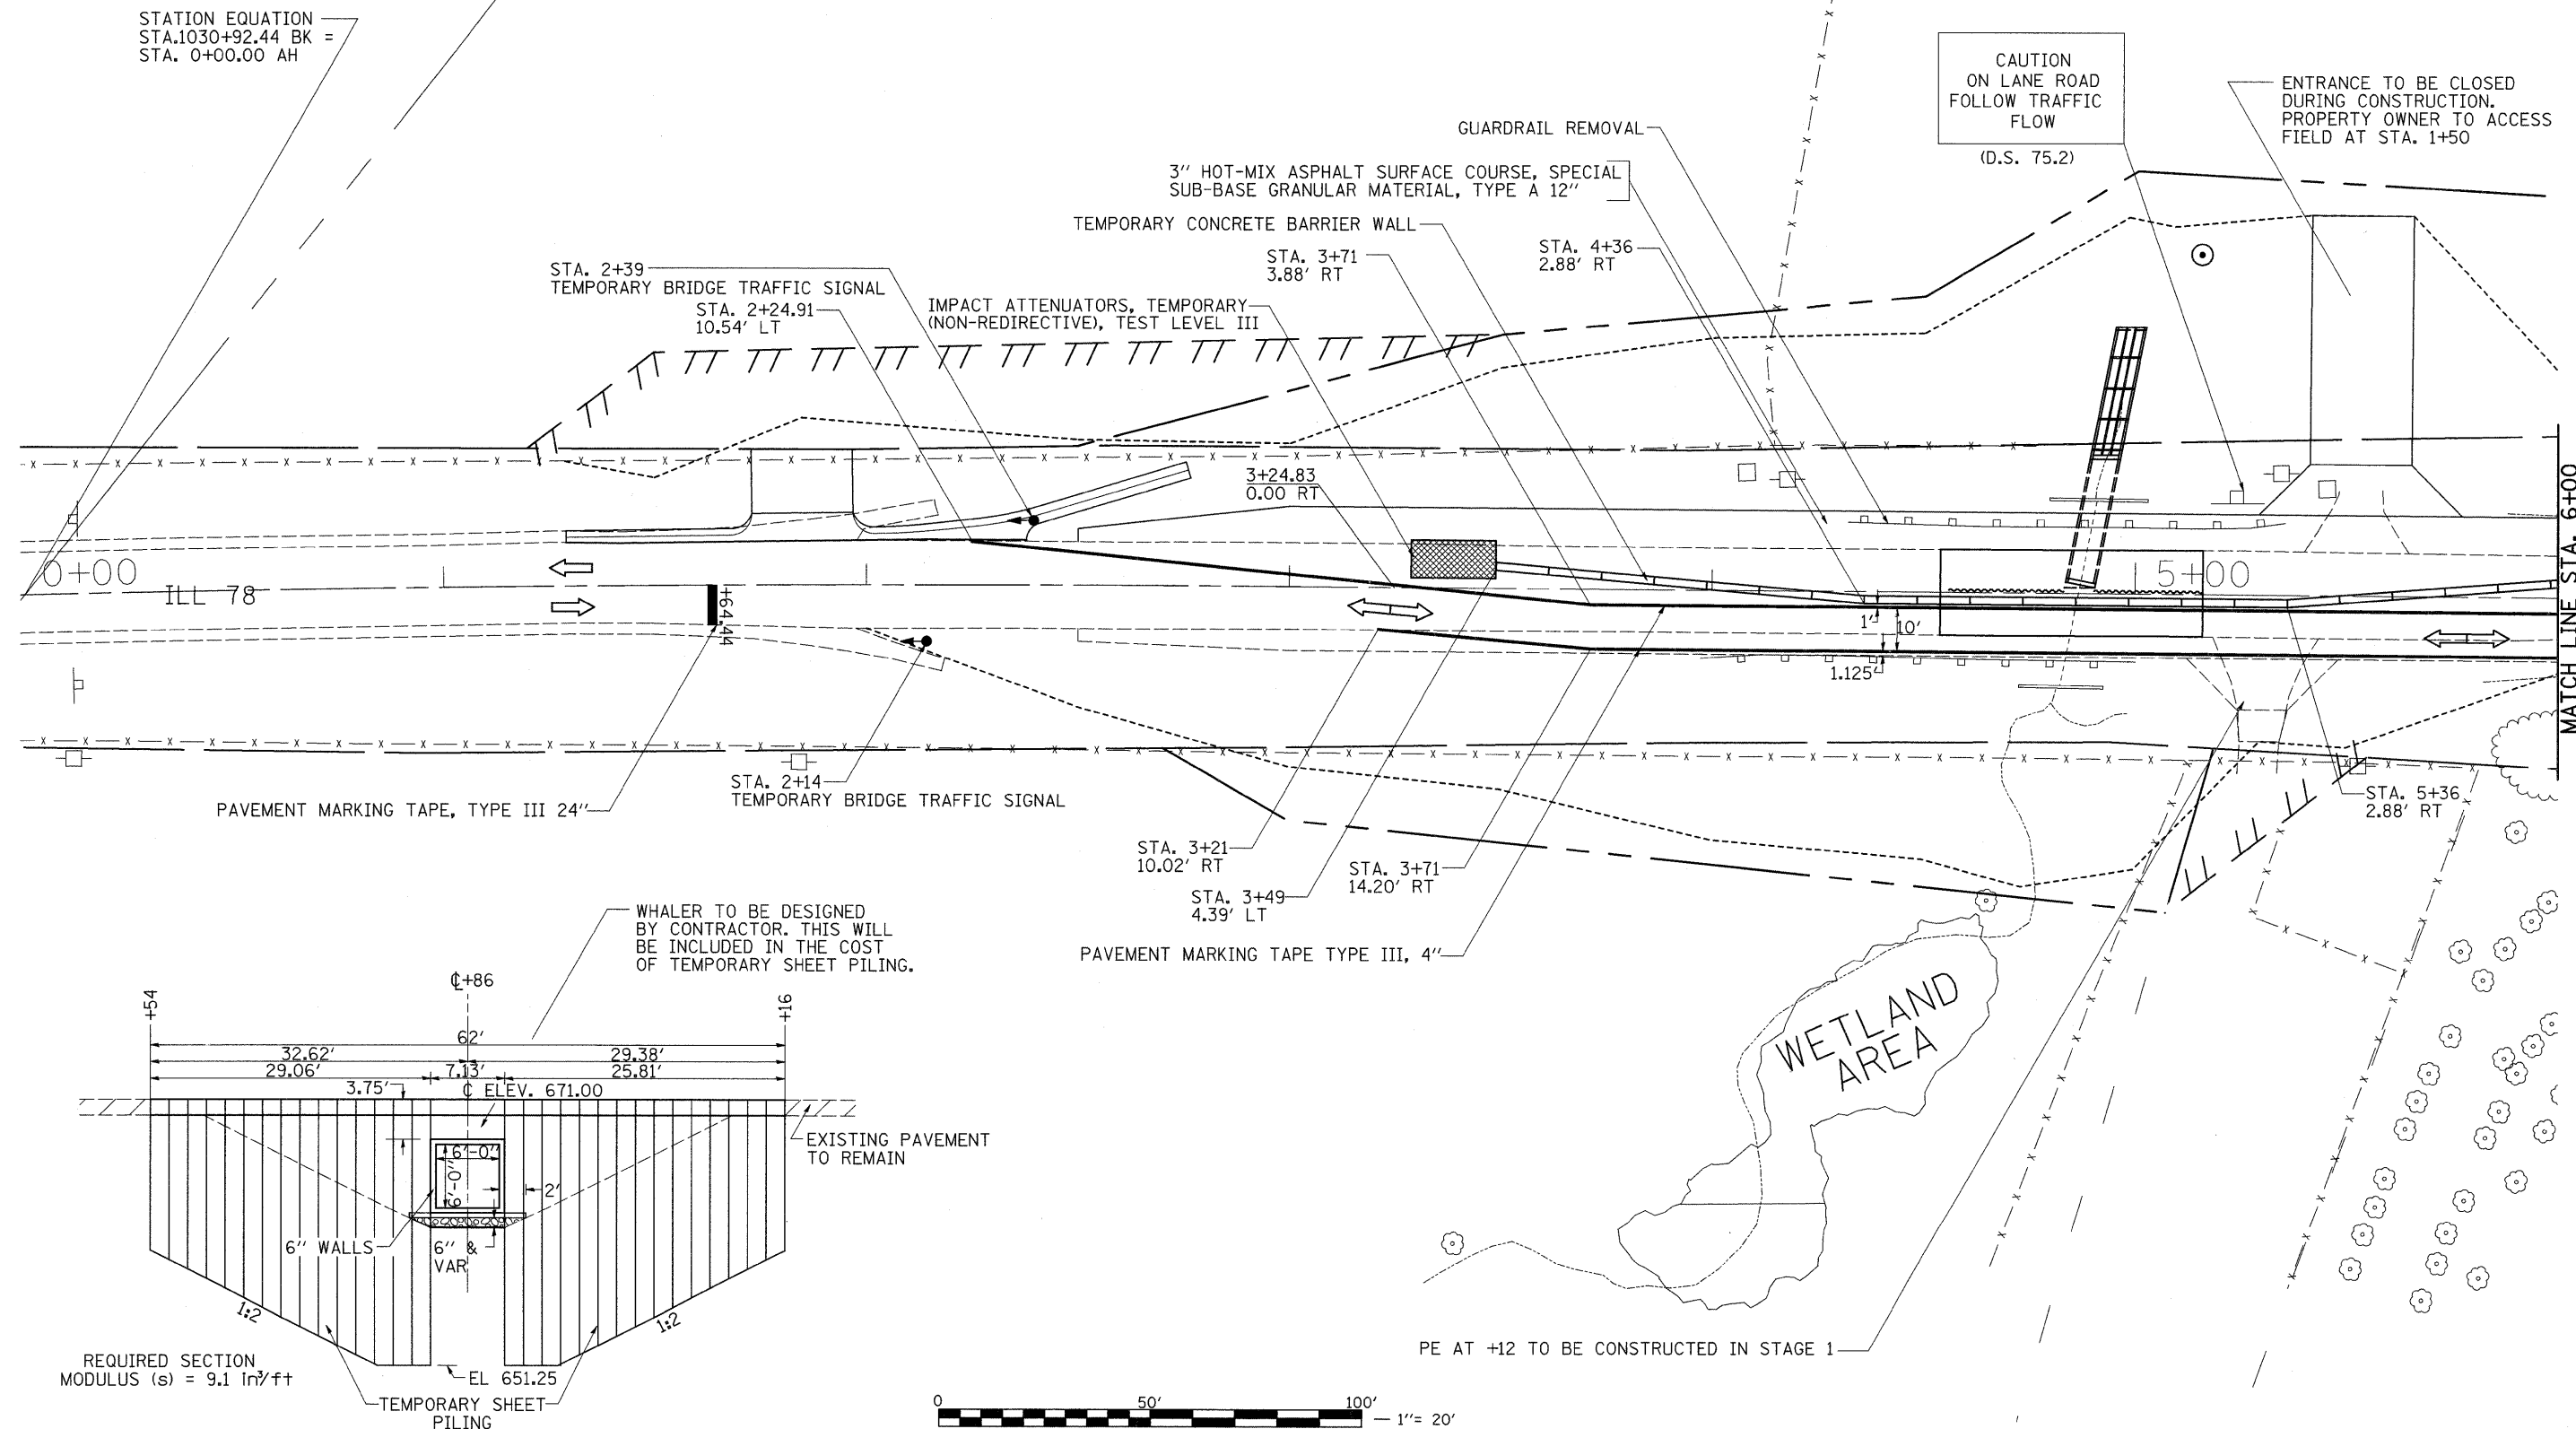 STATION EQUATION
STA.1030+92.44 BK =
STA. 0+00.00 AH
CAUTION
ON LANE ROAD
FOLLOW TRAFFIC
FLOW
(D.S. 75.2)
ENTRANCE TO BE CLOSED
DURING CONSTRUCTION.
PROPERTY OWNER TO ACCESS
FIELD AT STA. 1+50
GUARDRAIL REMOVAL
3" HOT-MIX ASPHALT SURFACE COURSE, SPECIAL
SUB-BASE GRANULAR MATERIAL, TYPE A 12"
TEMPORARY CONCRETE BARRIER WALL
STA. 3+71
3.88' RT
STA. 4+36
2.88' RT
STA. 2+39
TEMPORARY BRIDGE TRAFFIC SIGNAL
STA. 2+24.91
10.54' LT
IMPACT ATTENUATORS, TEMPORARY
(NON-REDIRECTIVE), TEST LEVEL III
3+24.83
0.00 RT
0+00
ILL 78
+64.44
5+00
1'
10'
1.125'
MATCH LINE STA. 6+00
STA. 2+14
TEMPORARY BRIDGE TRAFFIC SIGNAL
PAVEMENT MARKING TAPE, TYPE III 24"
STA. 5+36
2.88' RT
STA. 3+21
10.02' RT
STA. 3+71
14.20' RT
STA. 3+49
4.39' LT
PAVEMENT MARKING TAPE TYPE III, 4"
WHALER TO BE DESIGNED
BY CONTRACTOR. THIS WILL
BE INCLUDED IN THE COST
OF TEMPORARY SHEET PILING.
℄+86
+54
+16
62'
32.62'
29.38'
29.06'
7.13'
25.81'
3.75'
C ELEV. 671.00
EXISTING PAVEMENT
TO REMAIN
6'-0"
6'-0"
2'
6" WALLS
6" &
VAR
1:2
1:2
REQUIRED SECTION
MODULUS (s) = 9.1 in³/ft
EL 651.25
TEMPORARY SHEET
PILING
WETLAND
AREA
PE AT +12 TO BE CONSTRUCTED IN STAGE 1
0
50'
100'
1"= 20'